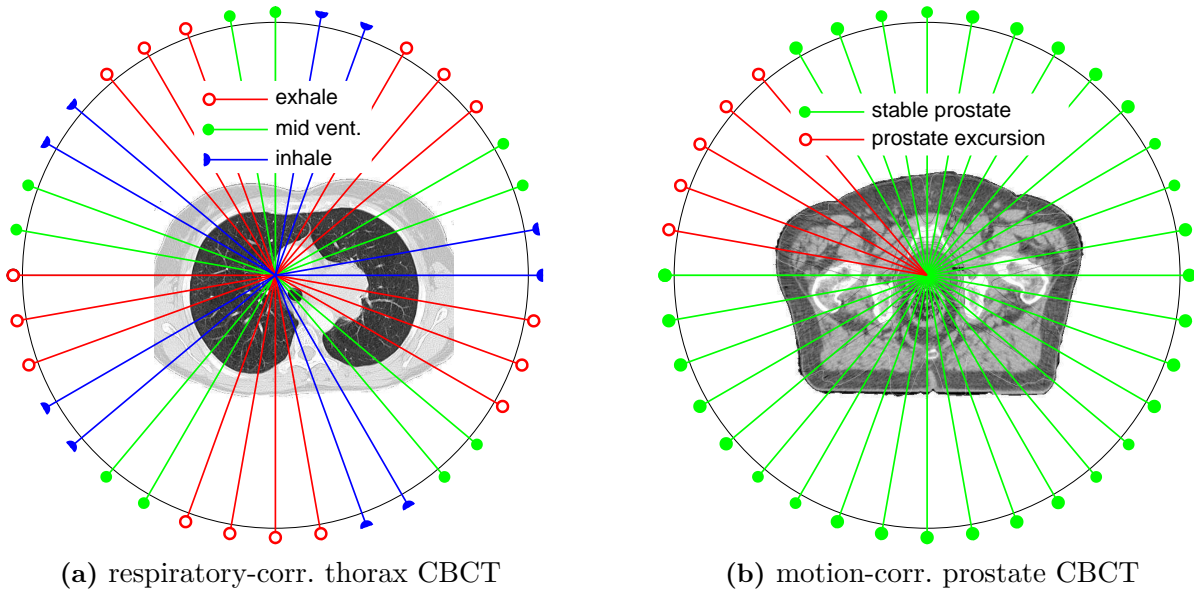 exhale
mid vent.
inhale
stable prostate
prostate excursion
(a) respiratory-corr. thorax CBCT
(b) motion-corr. prostate CBCT